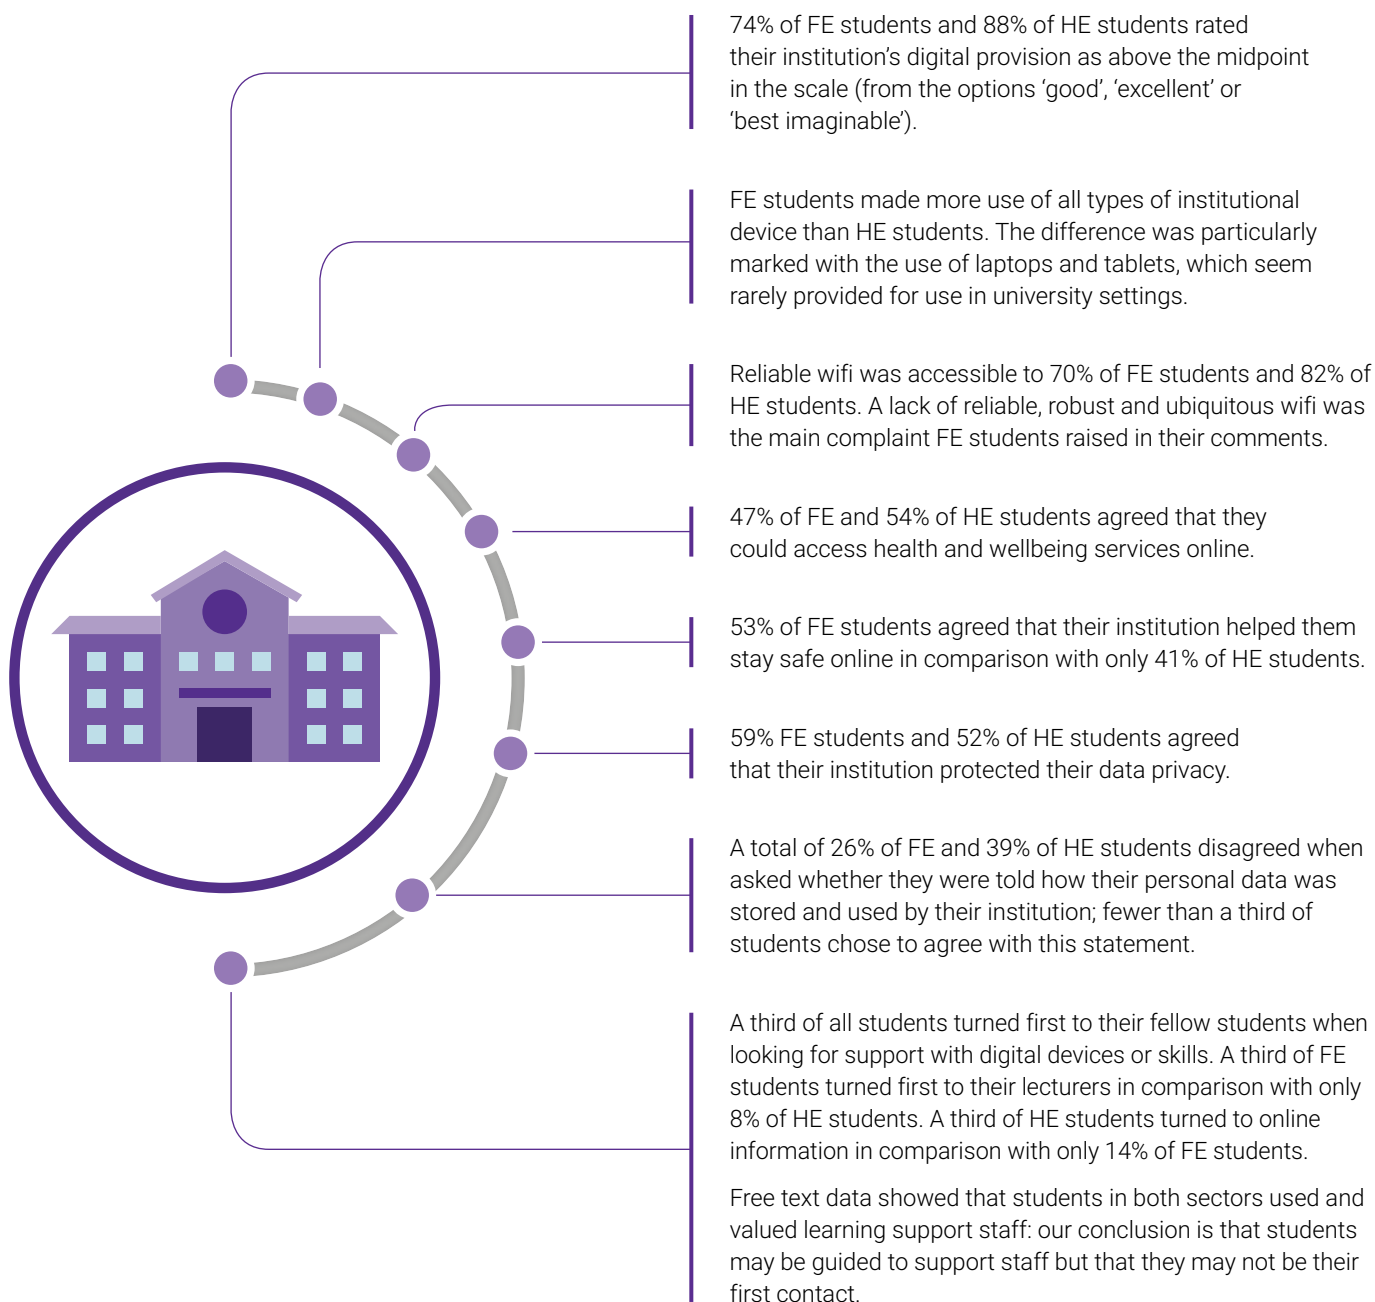 74% of FE students and 88% of HE students rated
their institution’s digital provision as above the midpoint
in the scale (from the options ‘good’, ‘excellent’ or
‘best imaginable’).
FE students made more use of all types of institutional
device than HE students. The difference was particularly
marked with the use of laptops and tablets, which seem
rarely provided for use in university settings.
Reliable wifi was accessible to 70% of FE students and 82% of
HE students. A lack of reliable, robust and ubiquitous wifi was
the main complaint FE students raised in their comments.
47% of FE and 54% of HE students agreed that they
could access health and wellbeing services online.
53% of FE students agreed that their institution helped them
stay safe online in comparison with only 41% of HE students.
59% FE students and 52% of HE students agreed
that their institution protected their data privacy.
A total of 26% of FE and 39% of HE students disagreed when
asked whether they were told how their personal data was
stored and used by their institution; fewer than a third of
students chose to agree with this statement.
A third of all students turned first to their fellow students when
looking for support with digital devices or skills. A third of FE
students turned first to their lecturers in comparison with only
8% of HE students. A third of HE students turned to online
information in comparison with only 14% of FE students.
Free text data showed that students in both sectors used and
valued learning support staff: our conclusion is that students
may be guided to support staff but that they may not be their
first contact.